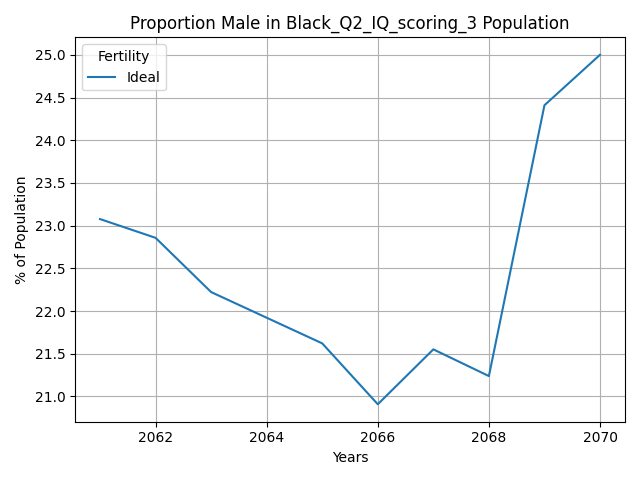 Proportion Male in Black_Q2_IQ_scoring_3 Population
Fertility
Ideal
% of Population
25.0
24.5
24.0
23.5
23.0
22.5
22.0
21.5
21.0
2062 2064 2066 2068 2070
Years